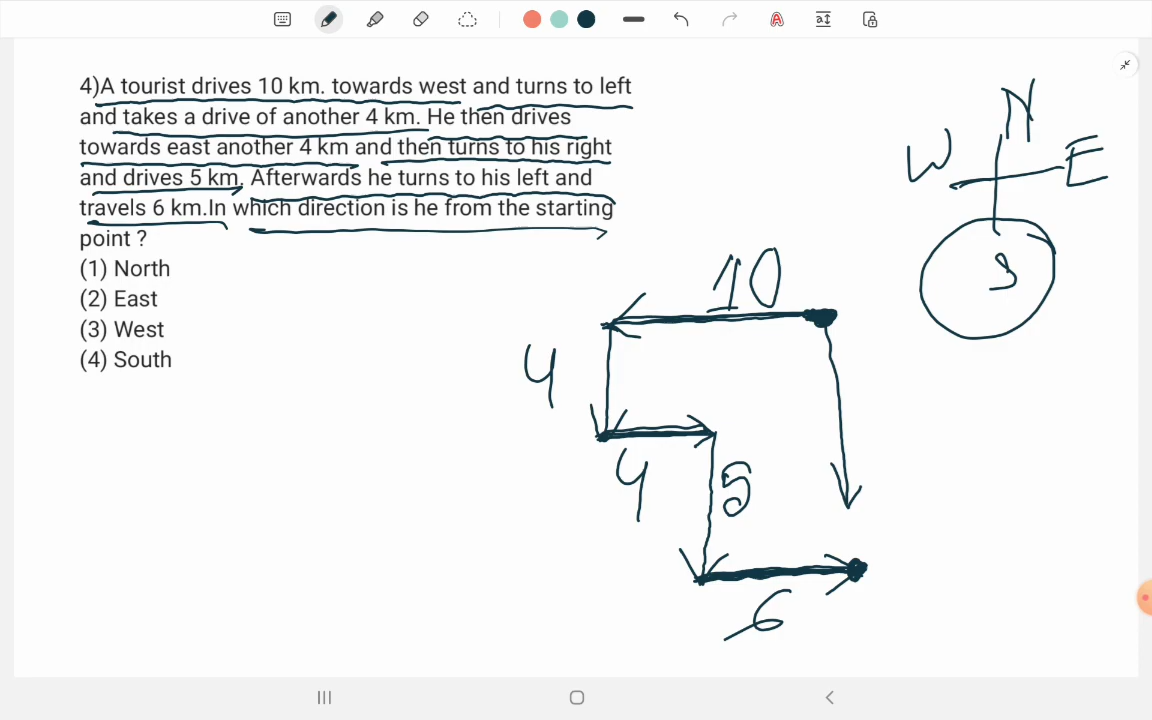 4)A tourist drives 10 km. towards west and turns to left
and takes a drive of another 4 km. He then drives
towards east another 4 km and then turns to his right
and drives 5 km. Afterwards he turns to his left and
travels 6 km.In which direction is he from the starting
point ?
(1) North
(2) East
(3) West
(4) South
N
W
E
S
10
4
4
5
6